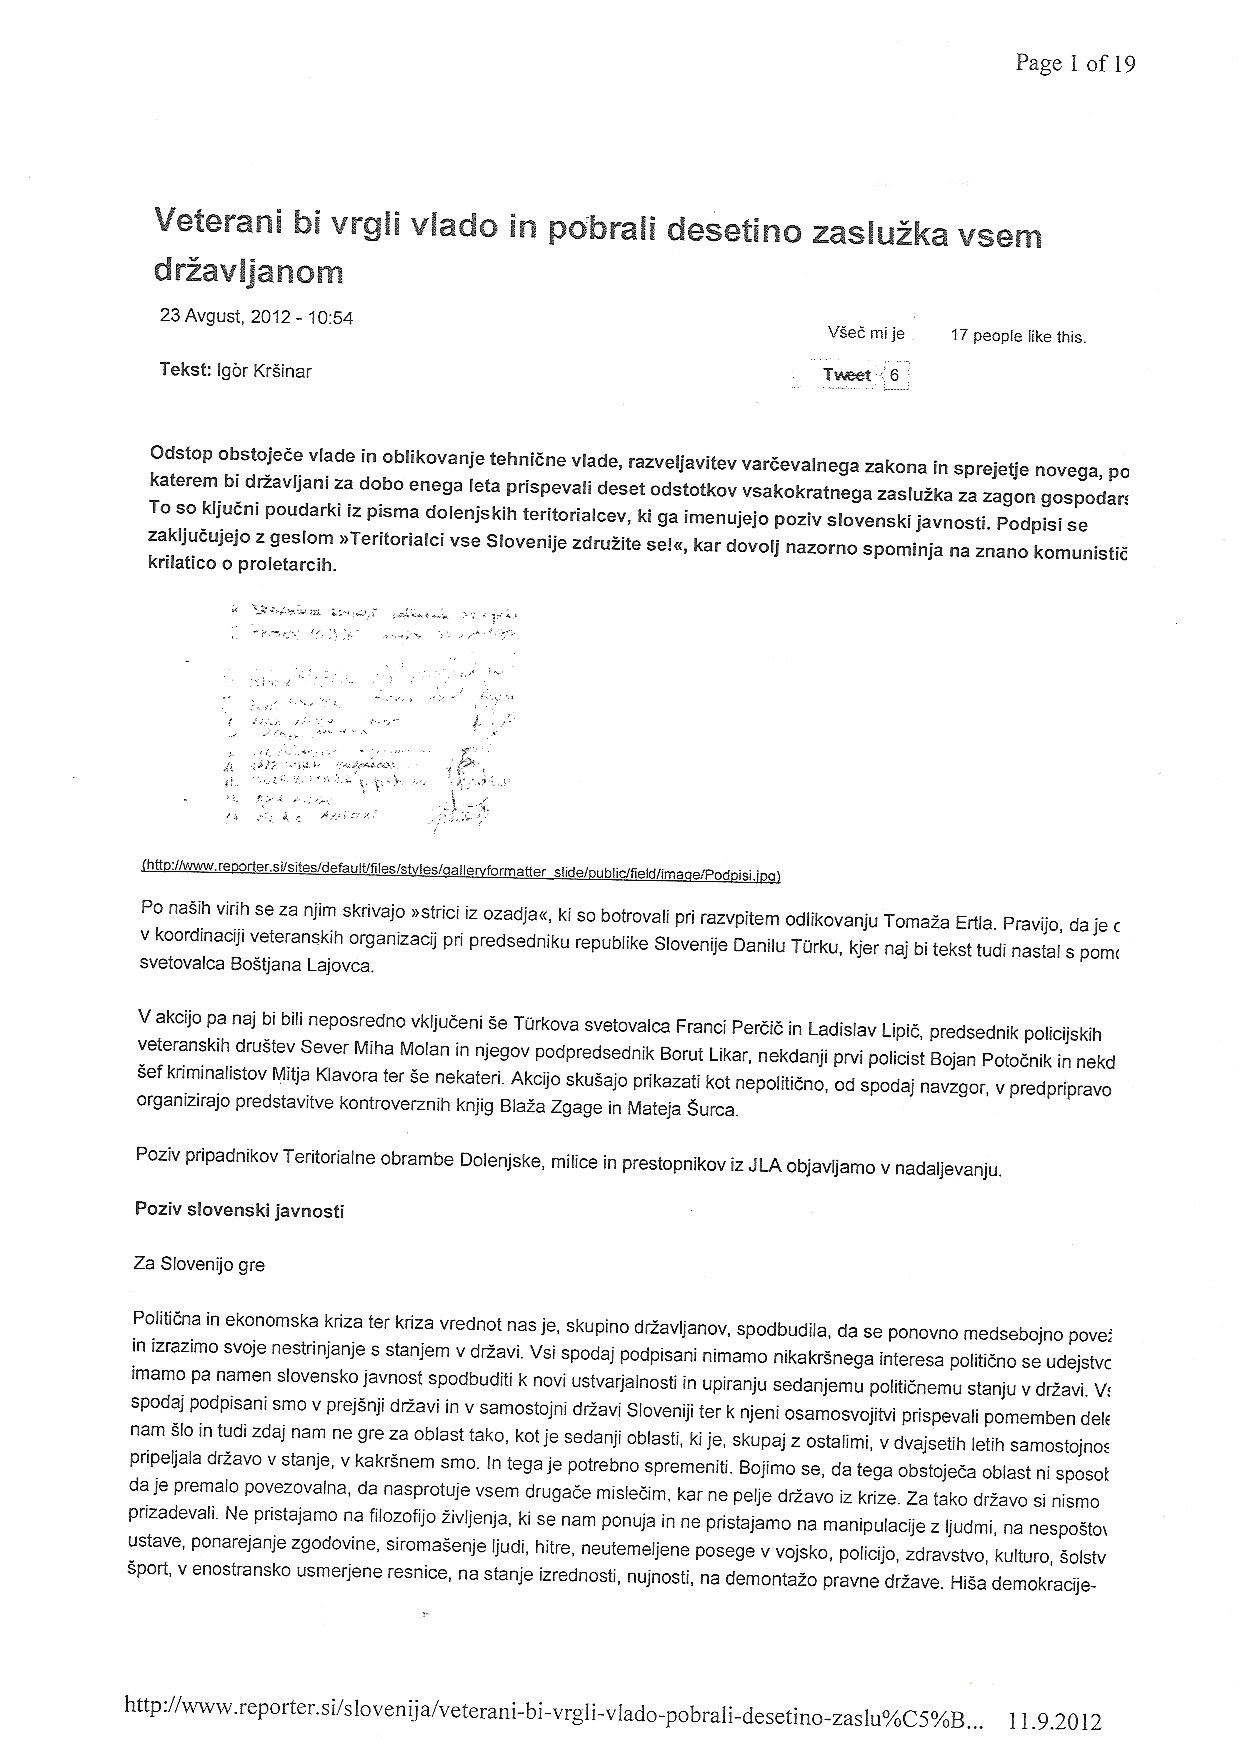 Page 1 of 19
Veterani bi vrgli vlado in pobrali desetino zaslužka vsem
državljanom
23 Avgust, 2012 - 10:54
Všeč mi je 17 people like this.
Tekst: Igor Kršinar
Tweet 6
Odstop obstoječe vlade in oblikovanje tehnične vlade, razveljavitev varčevalnega zakona in sprejetje novega, po
katerem bi državljani za dobo enega leta prispevali deset odstotkov vsakokratnega zaslužka za zagon gospodars
To so ključni poudarki iz pisma dolenjskih teritorialcev, ki ga imenujejo poziv slovenski javnosti. Podpisi se
zaključujejo z geslom »Teritorialci vse Slovenije združite se!«, kar dovolj nazorno spominja na znano komunistič
krilatico o proletarcih.
(http://www.reporter.si/sites/default/files/styles/galleryformatter_slide/public/field/image/Podpisi.jpg)
Po naših virih se za njim skrivajo »strici iz ozadja«, ki so botrovali pri razvpitem odlikovanju Tomaža Ertla. Pravijo, da je
v koordinaciji veteranskih organizacij pri predsedniku republike Slovenije Danilu Türku, kjer naj bi tekst tudi nastal s pomo
svetovalca Boštjana Lajovca.
V akcijo pa naj bi bili neposredno vključeni še Türkova svetovalca Franci Perčič in Ladislav Lipič, predsednik policijskih
veteranskih društev Sever Miha Molan in njegov podpredsednik Borut Likar, nekdanji prvi policist Bojan Potočnik in nekd
šef kriminalistov Mitja Klavora ter še nekateri. Akcijo skušajo prikazati kot nepolitično, od spodaj navzgor, v predpripravo
organizirajo predstavitve kontroverznih knjig Blaža Zgage in Mateja Šurca.
Poziv pripadnikov Teritorialne obrambe Dolenjske, milice in prestopnikov iz JLA objavljamo v nadaljevanju.
Poziv slovenski javnosti
Za Slovenijo gre
Politična in ekonomska kriza ter kriza vrednot nas je, skupino državljanov, spodbudila, da se ponovno medsebojno povež
in izrazimo svoje nestrinjanje s stanjem v državi. Vsi spodaj podpisani nimamo nikakršnega interesa politično se udejstvo
imamo pa namen slovensko javnost spodbuditi k novi ustvarjalnosti in upiranju sedanjemu političnemu stanju v državi. Vs
spodaj podpisani smo v prejšnji državi in v samostojni državi Sloveniji ter k njeni osamosvojitvi prispevali pomemben dele
nam šlo in tudi zdaj nam ne gre za oblast tako, kot je sedanji oblasti, ki je, skupaj z ostalimi, v dvajsetih letih samostojnos
pripeljala državo v stanje, v kakršnem smo. In tega je potrebno spremeniti. Bojimo se, da tega obstoječa oblast ni sposob
da je premalo povezovalna, da nasprotuje vsem drugače mislečim, kar ne pelje državo iz krize. Za tako državo si nismo
prizadevali. Ne pristajamo na filozofijo življenja, ki se nam ponuja in ne pristajamo na manipulacije z ljudmi, na nespoštov
ustave, ponarejanje zgodovine, siromašenje ljudi, hitre, neutemeljene posege v vojsko, policijo, zdravstvo, kulturo, šolstv
šport, v enostransko usmerjene resnice, na stanje izrednosti, nujnosti, na demontažo pravne države. Hiša demokracije-
http://www.reporter.si/slovenija/veterani-bi-vrgli-vlado-pobrali-desetino-zaslu%C5%B... 11.9.2012